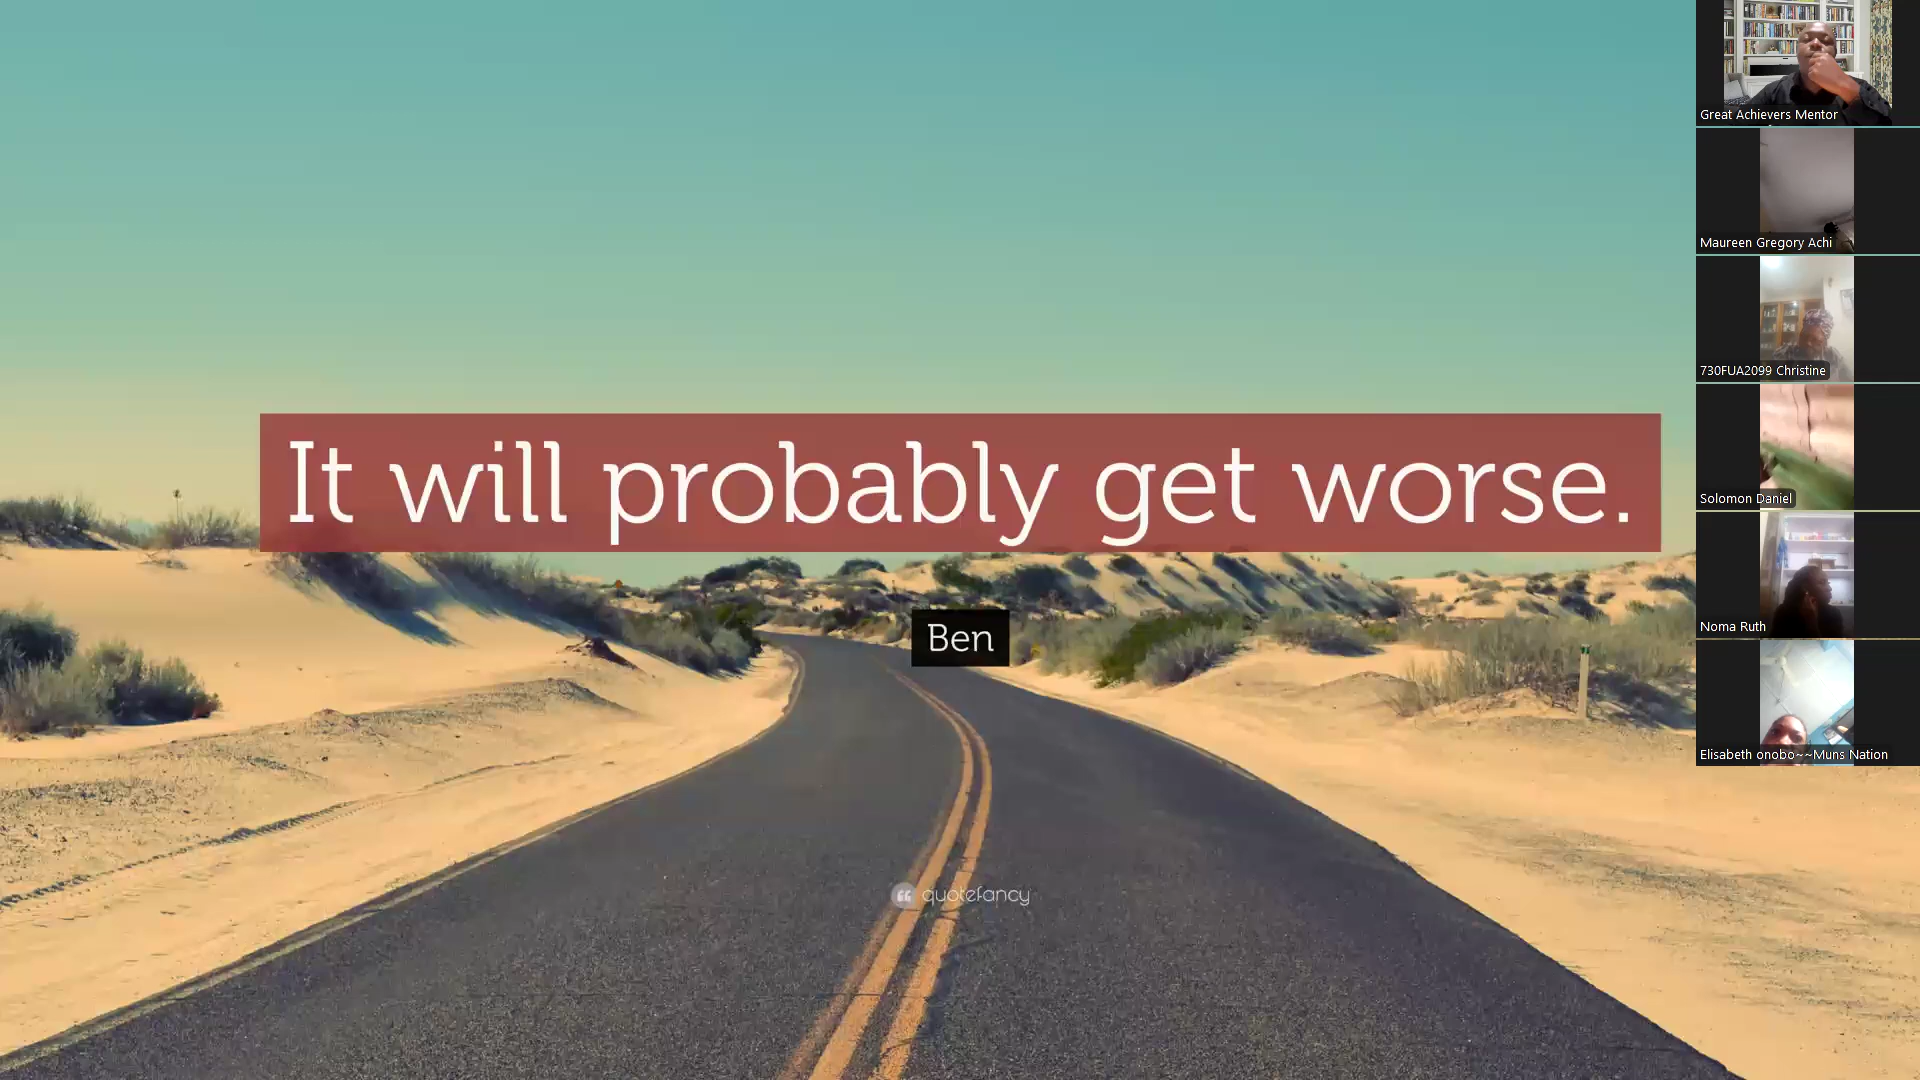 It will probably get worse.
Ben
quotefancy
Great Achievers Mentor
Maureen Gregory Achi
730FUA2099 Christine
Solomon Daniel
Noma Ruth
Elisabeth onobo~~Muns Nation